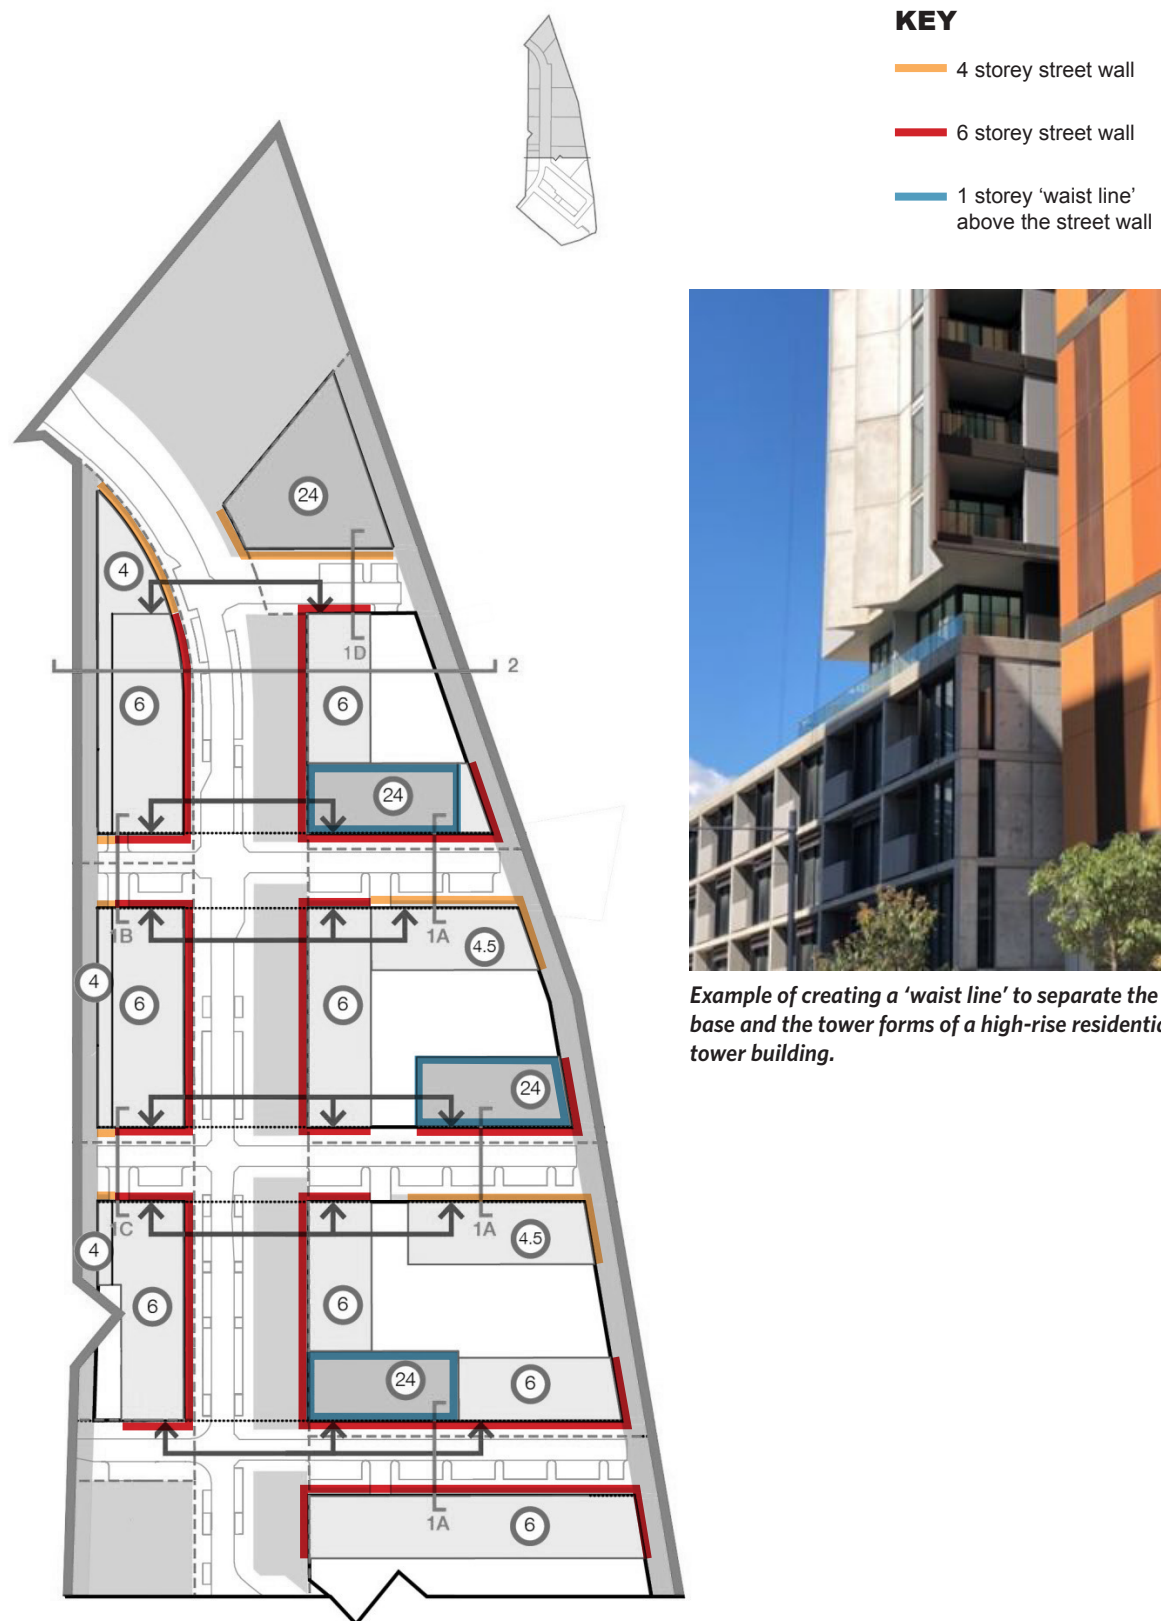 KEY
4 storey street wall
6 storey street wall
1 storey ‘waist line’
above the street wall
24
4
1D
2
6
6
24
1B
1A
4.5
4
6
6
24
1C
1A
4.5
4
6
6
24
6
1A
6
Example of creating a ‘waist line’ to separate the
base and the tower forms of a high-rise residentia
tower building.